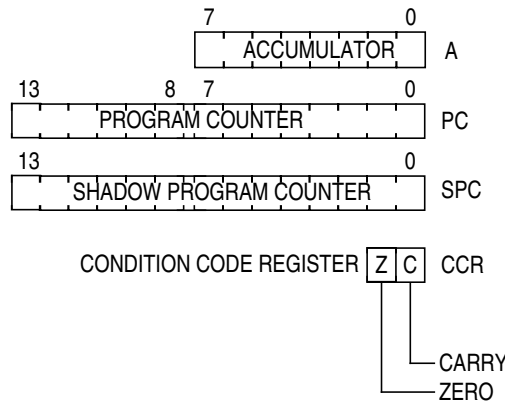 7 0
ACCUMULATOR A
13 8 7 0
PROGRAM COUNTER PC
13 0
SHADOW PROGRAM COUNTER SPC
CONDITION CODE REGISTER Z C CCR
CARRY
ZERO